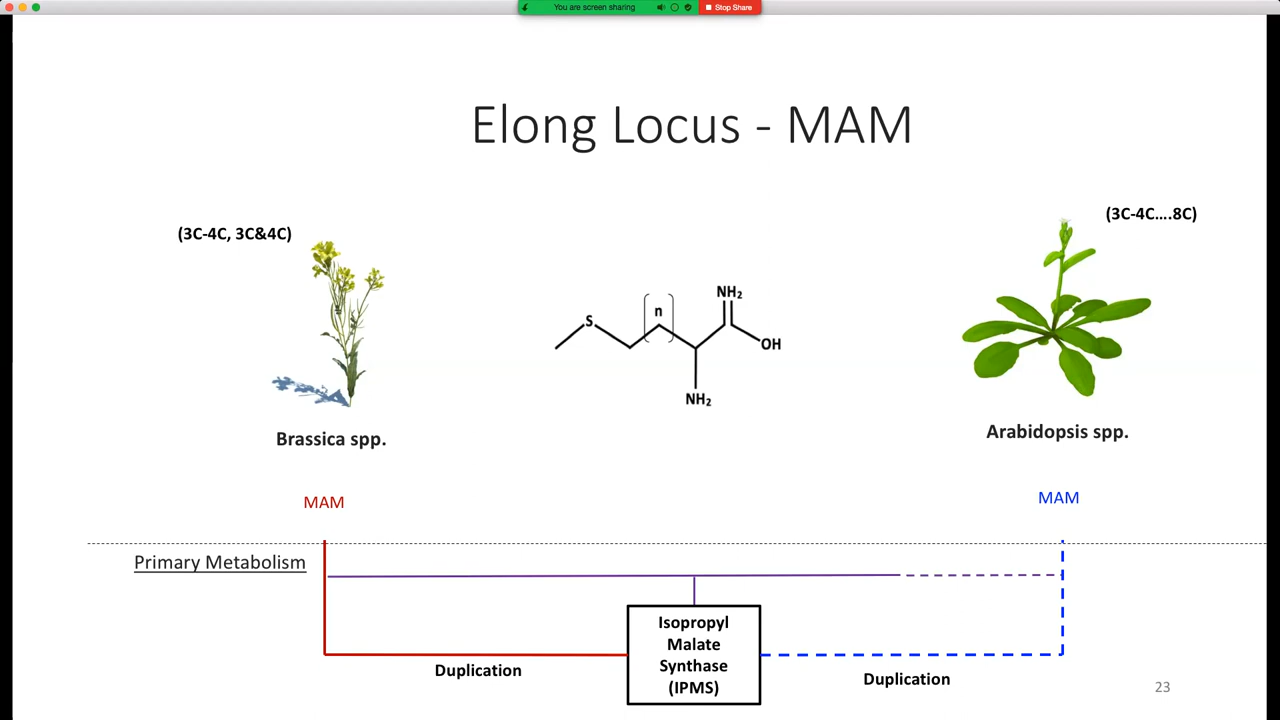 You are screen sharing
Stop Share
Elong Locus - MAM
(3C-4C, 3C&4C)
(3C-4C….8C)
n
NH₂
S
OH
NH₂
Brassica spp.
Arabidopsis spp.
MAM
MAM
Primary Metabolism
Isopropyl
Malate
Synthase
(IPMS)
Duplication
Duplication
23